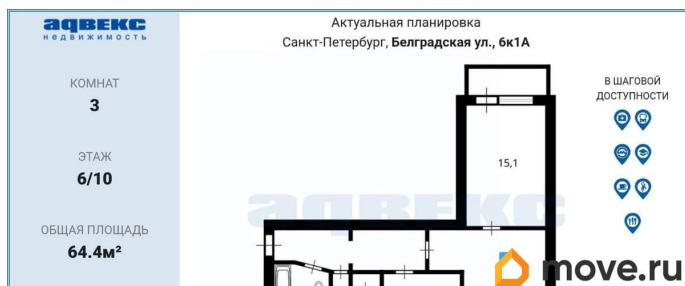 адвекс
недвижимость
КОМНАТ
3
ЭТАЖ
6/10
ОБЩАЯ ПЛОЩАДЬ
64.4м²
Актуальная планировка
Санкт-Петербург, Белградская ул., 6к1А
15,1
адвекс
В ШАГОВОЙ
ДОСТУПНОСТИ
move.ru